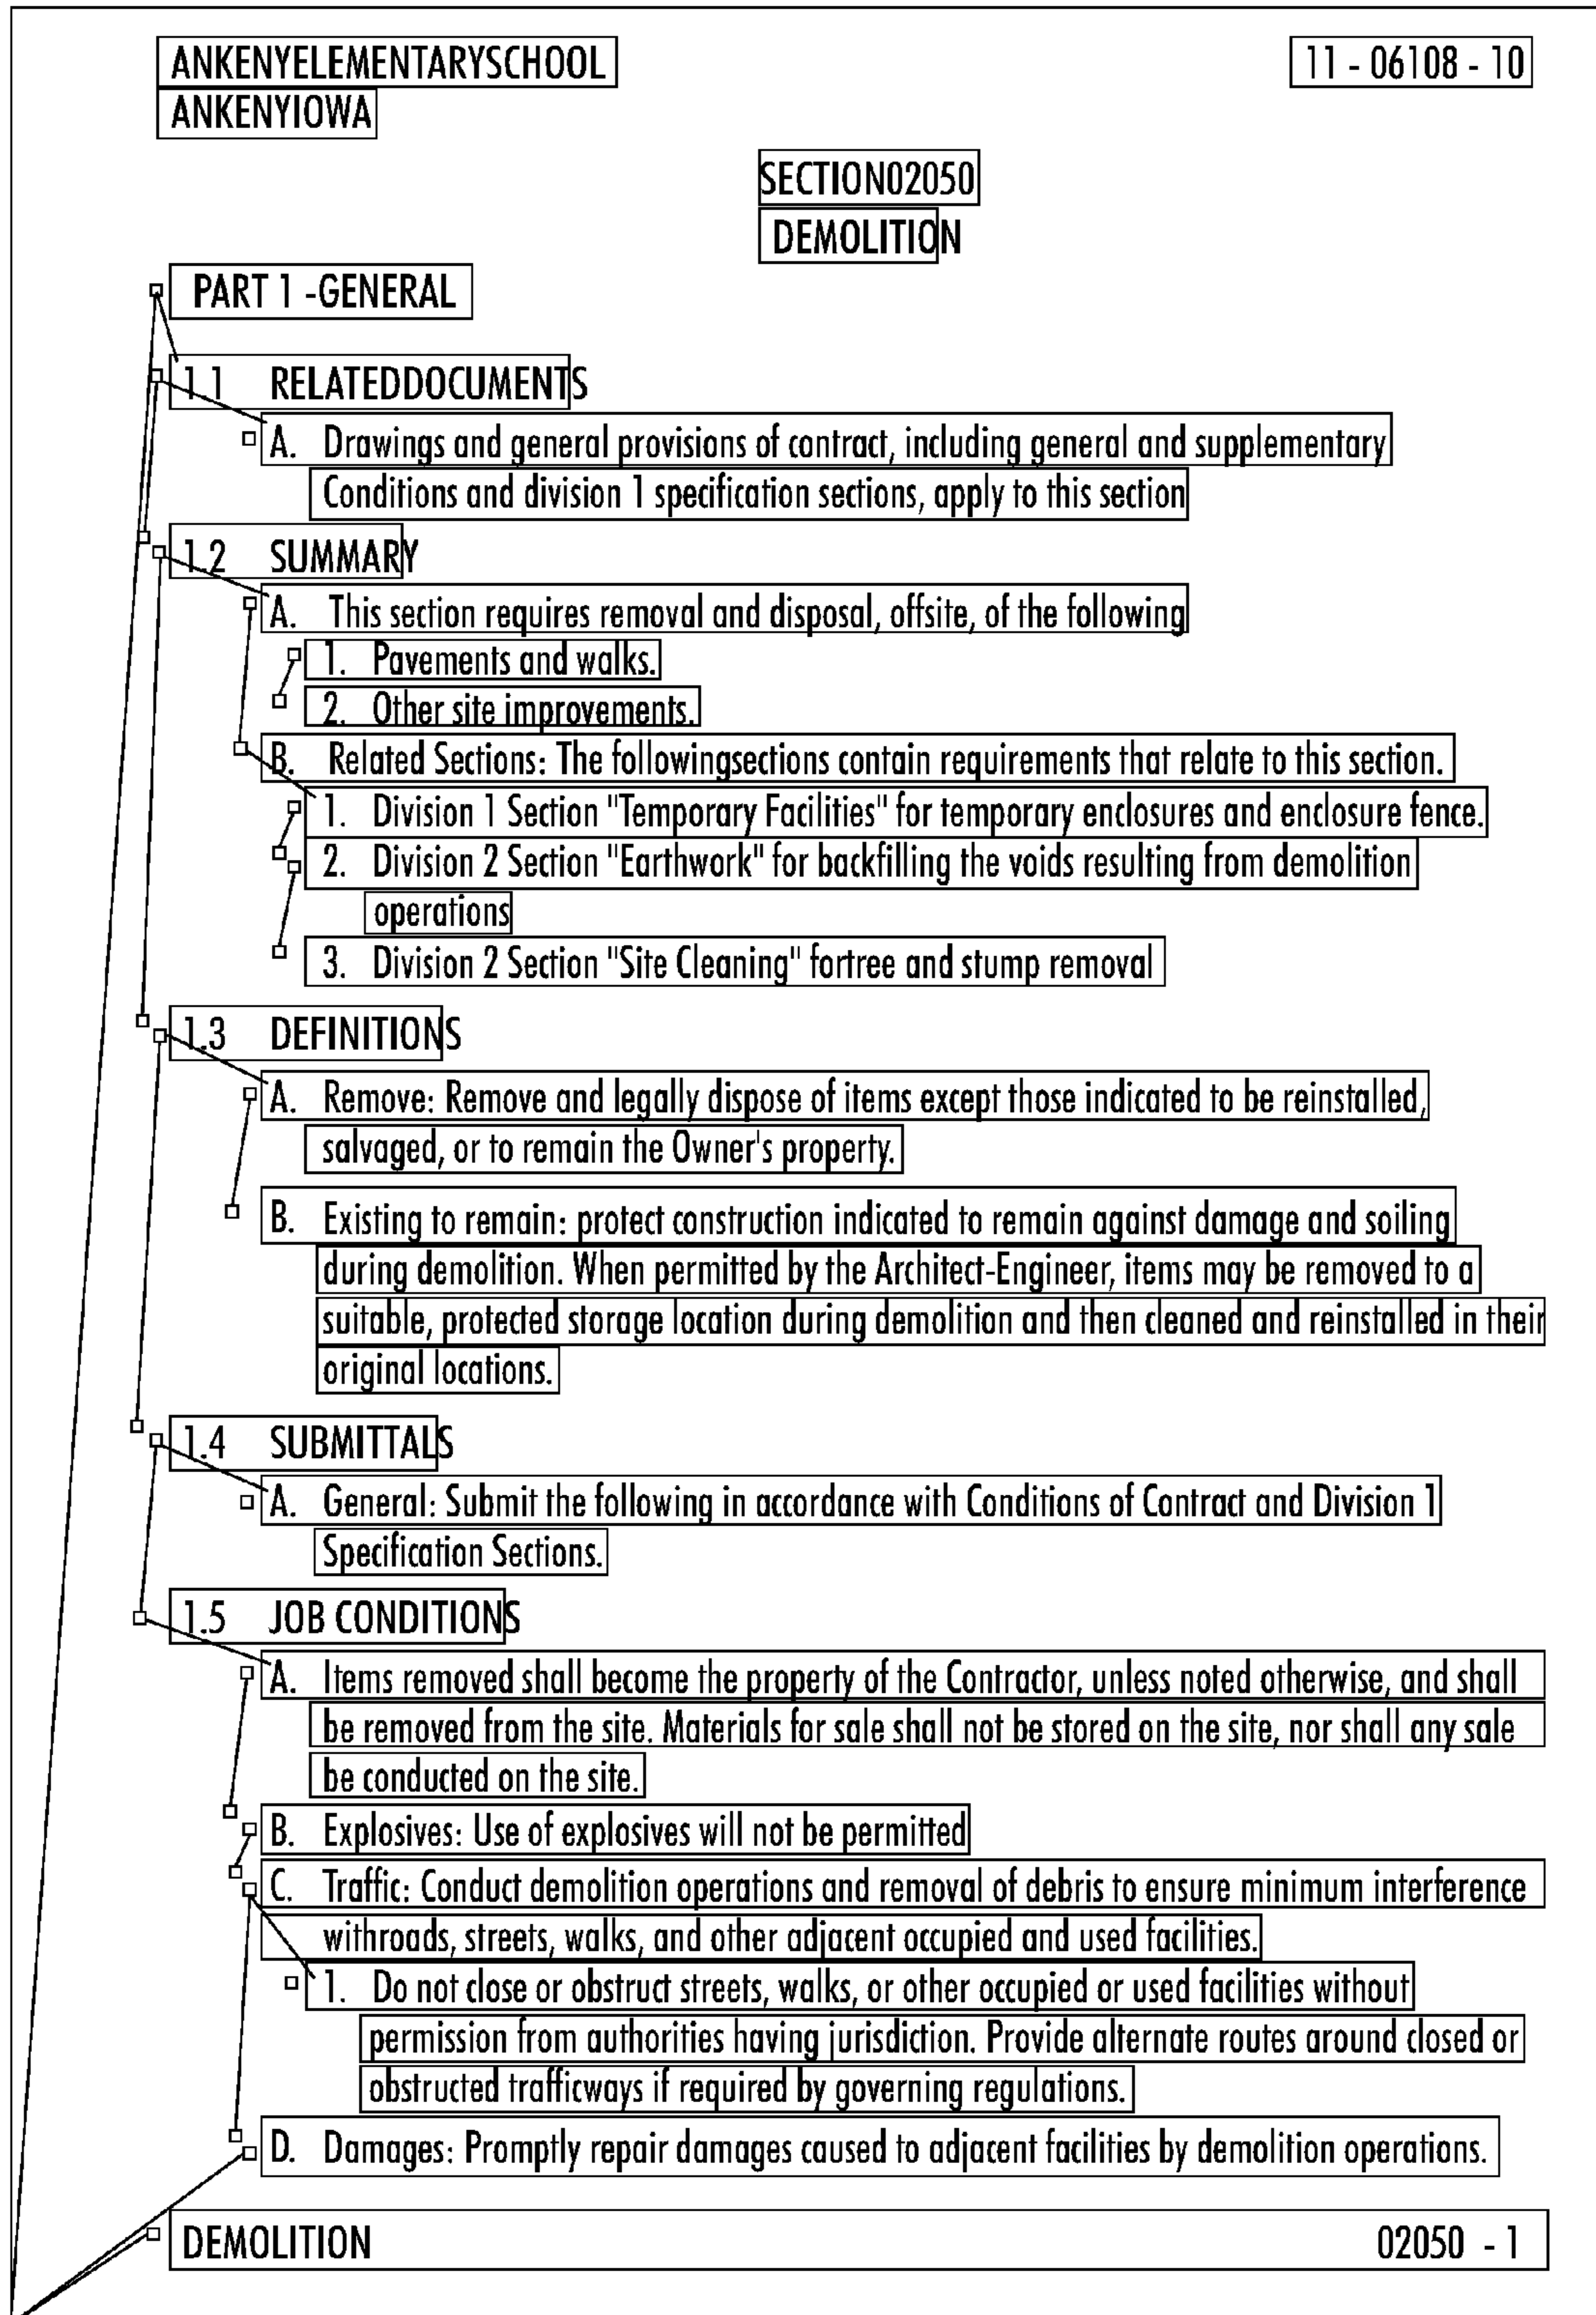 ANKENYELEMENTARYSCHOOL 11 - 06108 - 10
ANKENYIOWA
SECTION02050
DEMOLITION
PART 1 -GENERAL
1.1 RELATEDDOCUMENTS
A. Drawings and general provisions of contract, including general and supplementary
Conditions and division 1 specification sections, apply to this section
1.2 SUMMARY
A. This section requires removal and disposal, offsite, of the following
1. Pavements and walks.
2. Other site improvements.
B. Related Sections: The followingsections contain requirements that relate to this section.
1. Division 1 Section "Temporary Facilities" for temporary enclosures and enclosure fence.
2. Division 2 Section "Earthwork" for backfilling the voids resulting from demolition
operations
3. Division 2 Section "Site Cleaning" fortree and stump removal
1.3 DEFINITIONS
A. Remove: Remove and legally dispose of items except those indicated to be reinstalled,
salvaged, or to remain the Owner's property.
B. Existing to remain: protect construction indicated to remain against damage and soiling
during demolition. When permitted by the Architect-Engineer, items may be removed to a
suitable, protected storage location during demolition and then cleaned and reinstalled in their
original locations.
1.4 SUBMITTALS
A. General: Submit the following in accordance with Conditions of Contract and Division 1
Specification Sections.
1.5 JOB CONDITIONS
A. Items removed shall become the property of the Contractor, unless noted otherwise, and shall
be removed from the site. Materials for sale shall not be stored on the site, nor shall any sale
be conducted on the site.
B. Explosives: Use of explosives will not be permitted
C. Traffic: Conduct demolition operations and removal of debris to ensure minimum interference
withroads, streets, walks, and other adjacent occupied and used facilities.
1. Do not close or obstruct streets, walks, or other occupied or used facilities without
permission from authorities having jurisdiction. Provide alternate routes around closed or
obstructed trafficways if required by governing regulations.
D. Damages: Promptly repair damages caused to adjacent facilities by demolition operations.
DEMOLITION 02050 - 1